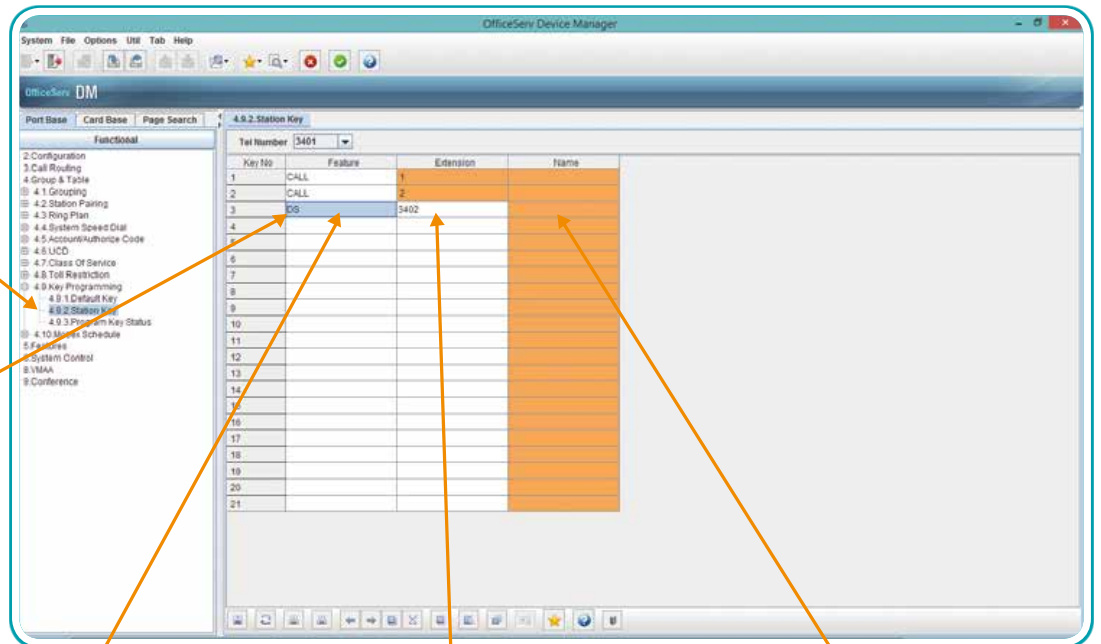 OfficeServ Device Manager
System File Options Util Tab Help
OfficeServ DM
Port Base Card Base Page Search
4.9.2.Station Key
Functional
Tel Number 3401
2.Configuration
3.Call Routing
4.Group & Table
4.1.Grouping
4.2.Station Pairing
4.3.Ring Plan
4.4.System Speed Dial
4.5.Account/Authorize Code
4.6.UCD
4.7.Class Of Service
4.8.Toll Restriction
4.9.Key Programming
4.9.1.Default Key
4.9.2.Station Key
4.9.3.Program Key Status
4.10.Mobex Schedule
5.Features
6.System Control
8.VMAA
9.Conference
Key No Feature Extension Name
1 CALL 1
2 CALL 2
3 DS 3402
4
5
6
7
8
9
10
11
12
13
14
15
16
17
18
19
20
21